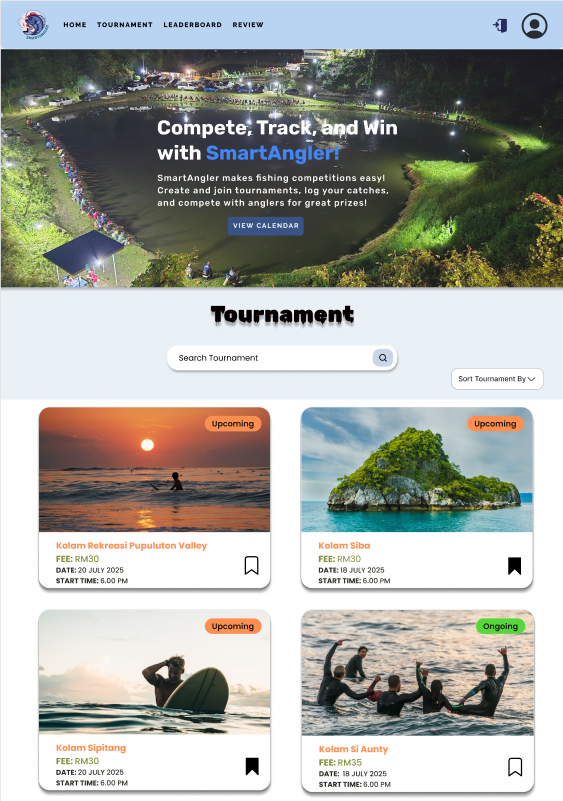 HOME TOURNAMENT LEADERBOARD REVIEW
Compete, Track, and Win
with SmartAngler!
SmartAngler makes fishing competitions easy!
Create and join tournaments, log your catches,
and compete with anglers for great prizes!
VIEW CALENDAR
Tournament
Search Tournament
Sort Tournament By
Upcoming
Kolam Rekreasi Pupuluton Valley
FEE: RM30
DATE: 20 JULY 2025
START TIME: 6.00 PM
Upcoming
Kolam Siba
FEE: RM30
DATE: 18 JULY 2025
START TIME: 6.00 PM
Upcoming
Kolam Sipitang
FEE: RM30
DATE: 20 JULY 2025
START TIME: 6.00 PM
Ongoing
Kolam Si Aunty
FEE: RM35
DATE: 18 JULY 2025
START TIME: 6.00 PM